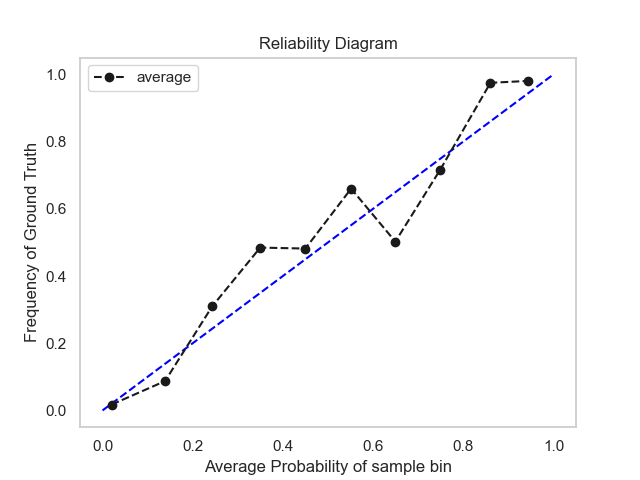 Reliability Diagram
average
Frequency of Ground Truth
1.0
0.8
0.6
0.4
0.2
0.0
0.0 0.2 0.4 0.6 0.8 1.0
Average Probability of sample bin